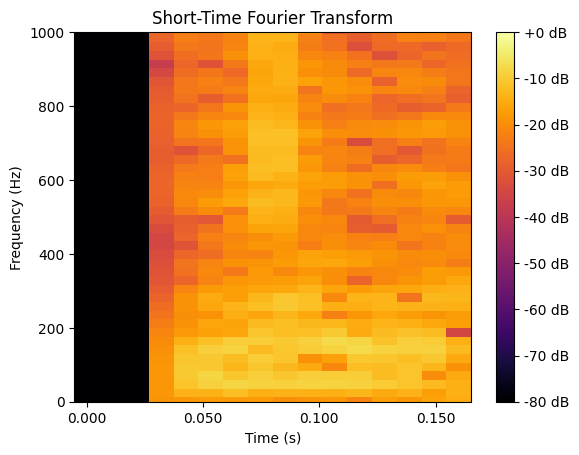 Short-Time Fourier Transform
1000
800
600
400
200
0
Frequency (Hz)
0.000
0.050
0.100
0.150
Time (s)
+0 dB
-10 dB
-20 dB
-30 dB
-40 dB
-50 dB
-60 dB
-70 dB
-80 dB